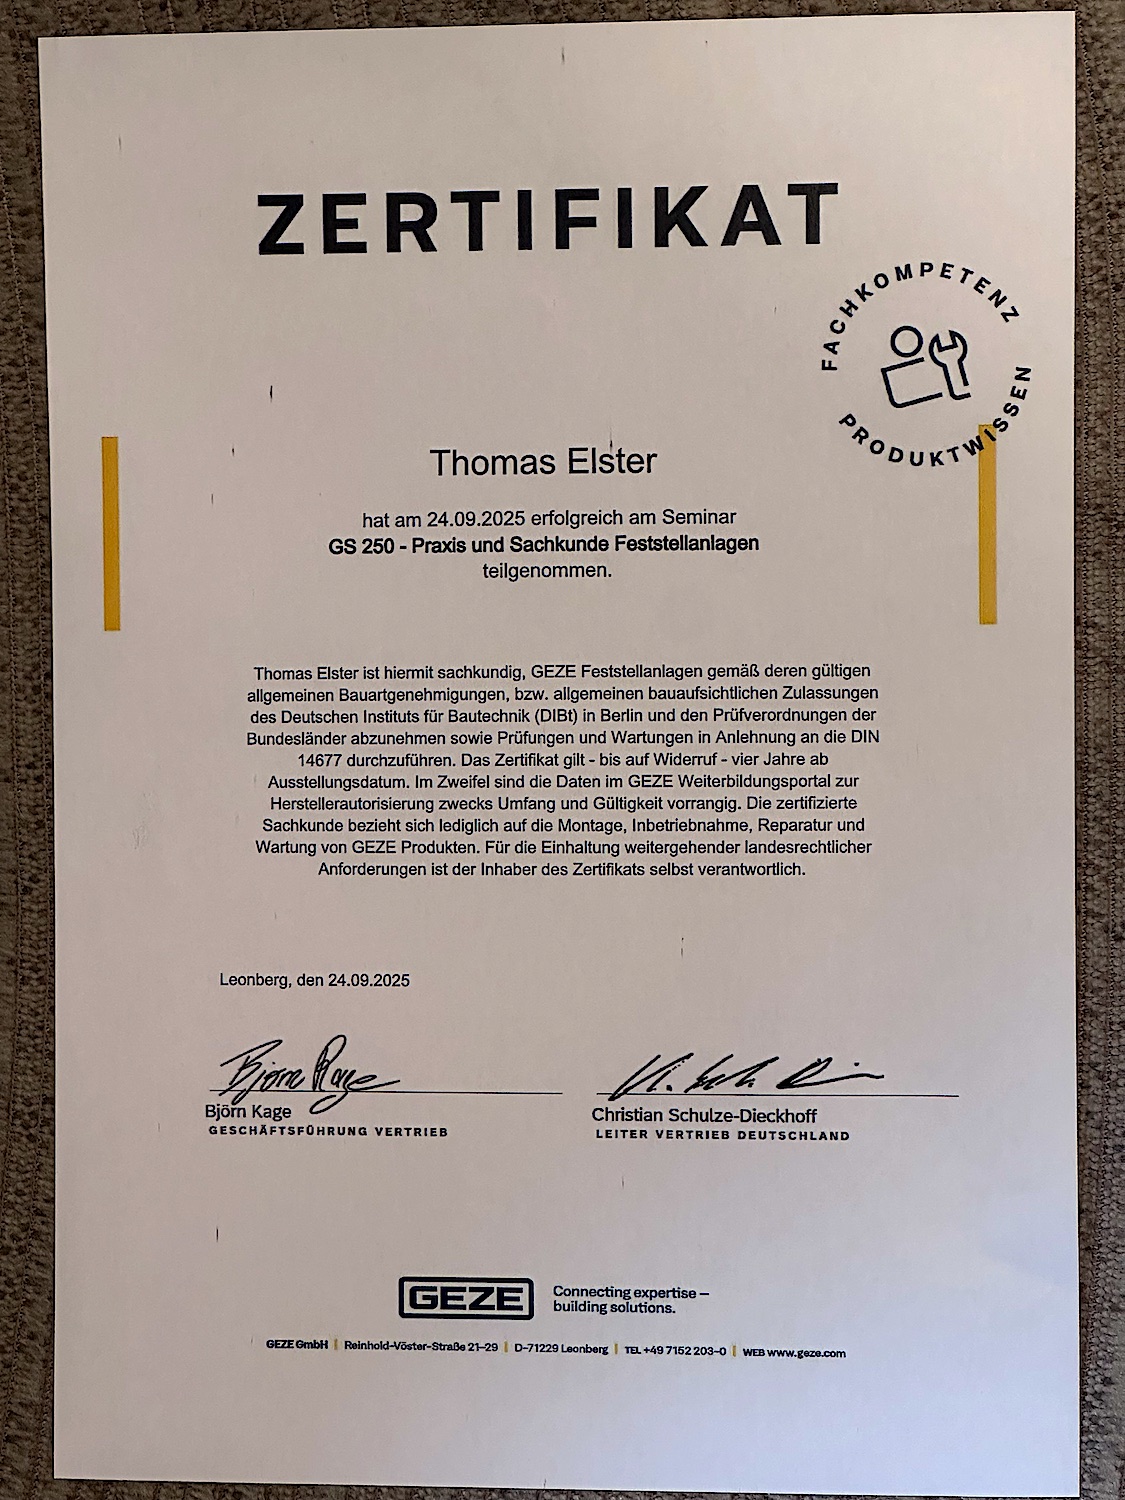 ZERTIFIKAT
FACHKOMPETENZ
PRODUKTWISSEN
Thomas Elster
hat am 24.09.2025 erfolgreich am Seminar
GS 250 - Praxis und Sachkunde Feststellanlagen
teilgenommen.
Thomas Elster ist hiermit sachkundig, GEZE Feststellanlagen gemäß deren gültigen
allgemeinen Bauartgenehmigungen, bzw. allgemeinen bauaufsichtlichen Zulassungen
des Deutschen Instituts für Bautechnik (DIBt) in Berlin und den Prüfverordnungen der
Bundesländer abzunehmen sowie Prüfungen und Wartungen in Anlehnung an die DIN
14677 durchzuführen. Das Zertifikat gilt - bis auf Widerruf - vier Jahre ab
Ausstellungsdatum. Im Zweifel sind die Daten im GEZE Weiterbildungsportal zur
Herstellerautorisierung zwecks Umfang und Gültigkeit vorrangig. Die zertifizierte
Sachkunde bezieht sich lediglich auf die Montage, Inbetriebnahme, Reparatur und
Wartung von GEZE Produkten. Für die Einhaltung weitergehender landesrechtlicher
Anforderungen ist der Inhaber des Zertifikats selbst verantwortlich.
Leonberg, den 24.09.2025
Björn Kage
Björn Kage
GESCHÄFTSFÜHRUNG VERTRIEB
Christian Schulze-Dieckhoff
LEITER VERTRIEB DEUTSCHLAND
GEZE
Connecting expertise –
building solutions.
GEZE GmbH | Reinhold-Vöster-Straße 21–29 | D-71229 Leonberg | TEL +49 7152 203-0 | WEB www.geze.com